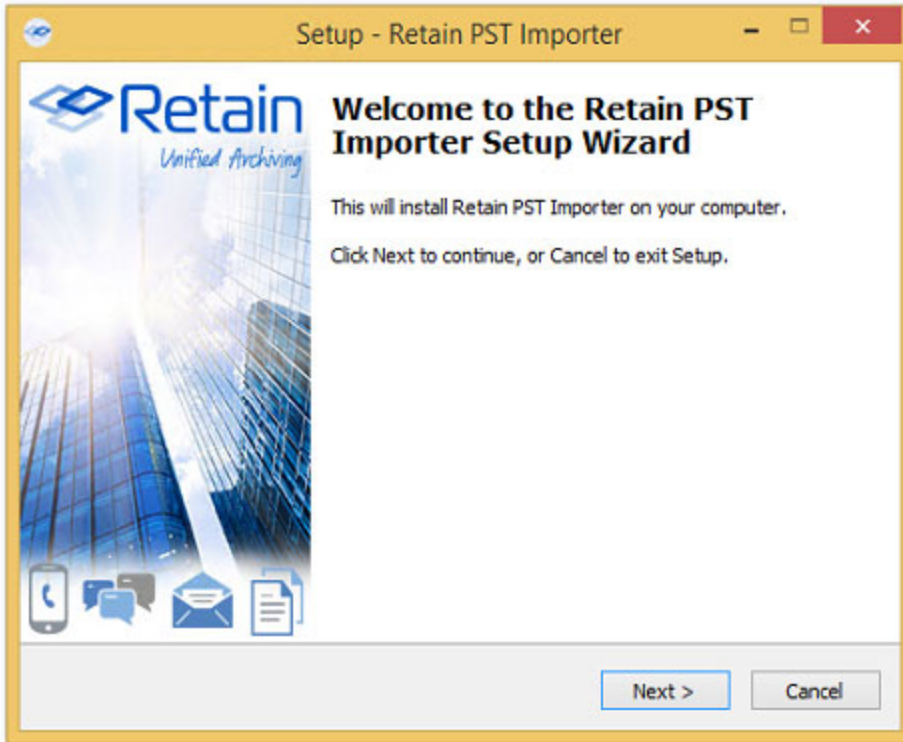 Setup - Retain PST Importer
Retain
Unified Archiving
Welcome to the Retain PST
Importer Setup Wizard
This will install Retain PST Importer on your computer.
Click Next to continue, or Cancel to exit Setup.
Next >
Cancel